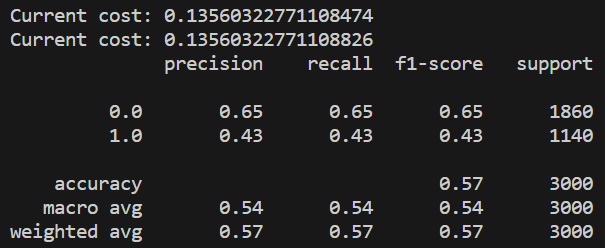 Current cost: 0.13560322771108474
Current cost: 0.13560322771108826
precision recall f1-score support
0.0 0.65 0.65 0.65 1860
1.0 0.43 0.43 0.43 1140
accuracy 0.57 3000
macro avg 0.54 0.54 0.54 3000
weighted avg 0.57 0.57 0.57 3000